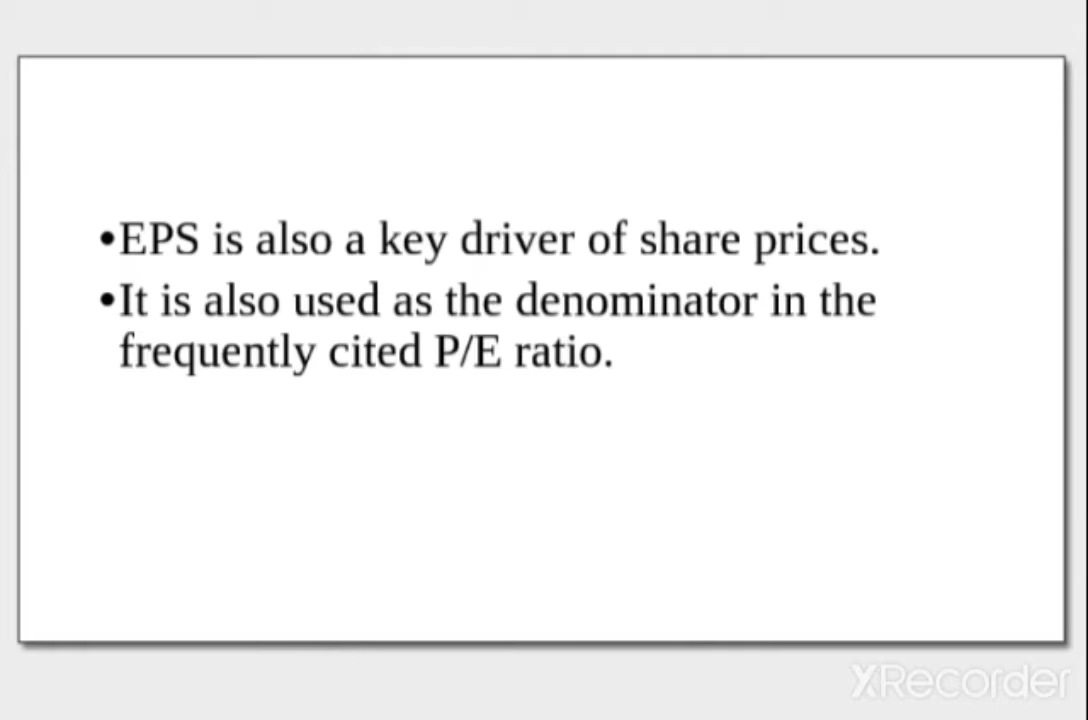 •EPS is also a key driver of share prices.
•It is also used as the denominator in the
frequently cited P/E ratio.
XRecorder